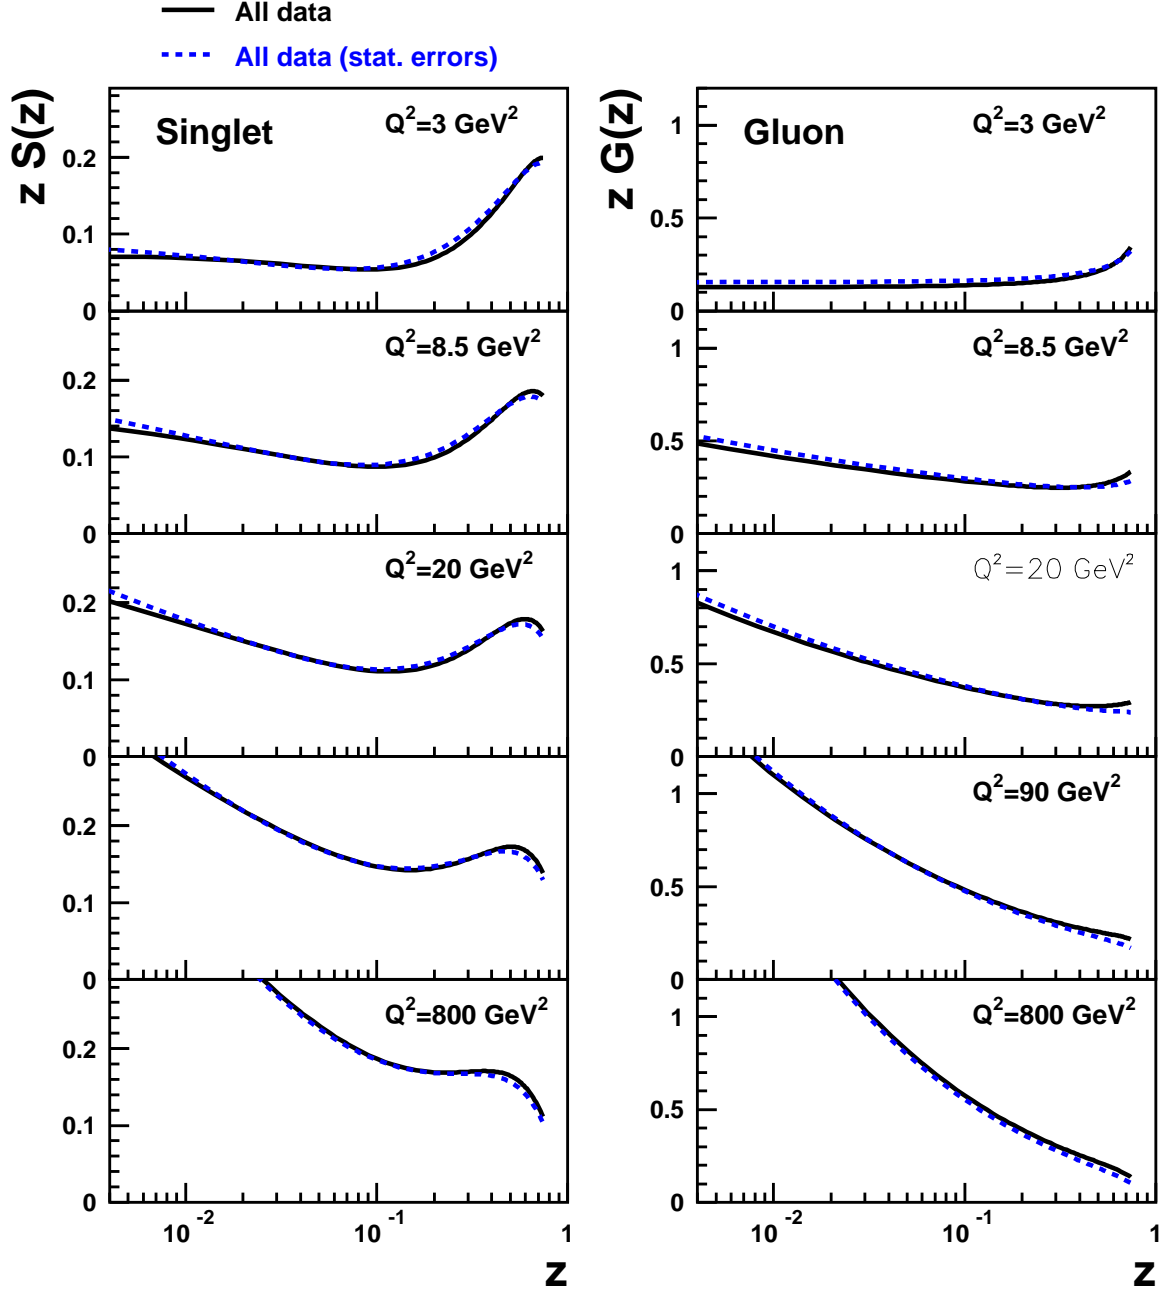 All data
All data (stat. errors)
z S(z)
Singlet
Q²=3 GeV²
0.2
0.1
0
Q²=8.5 GeV²
0.2
0.1
0
Q²=20 GeV²
0.2
0.1
0
0.2
0.1
0
Q²=800 GeV²
0.2
0.1
0
10⁻² 10⁻¹ 1
z
z G(z)
Gluon
Q²=3 GeV²
1
0.5
0
Q²=8.5 GeV²
1
0.5
0
Q²=20 GeV²
1
0.5
0
Q²=90 GeV²
1
0.5
0
Q²=800 GeV²
1
0.5
0
10⁻² 10⁻¹ 1
z